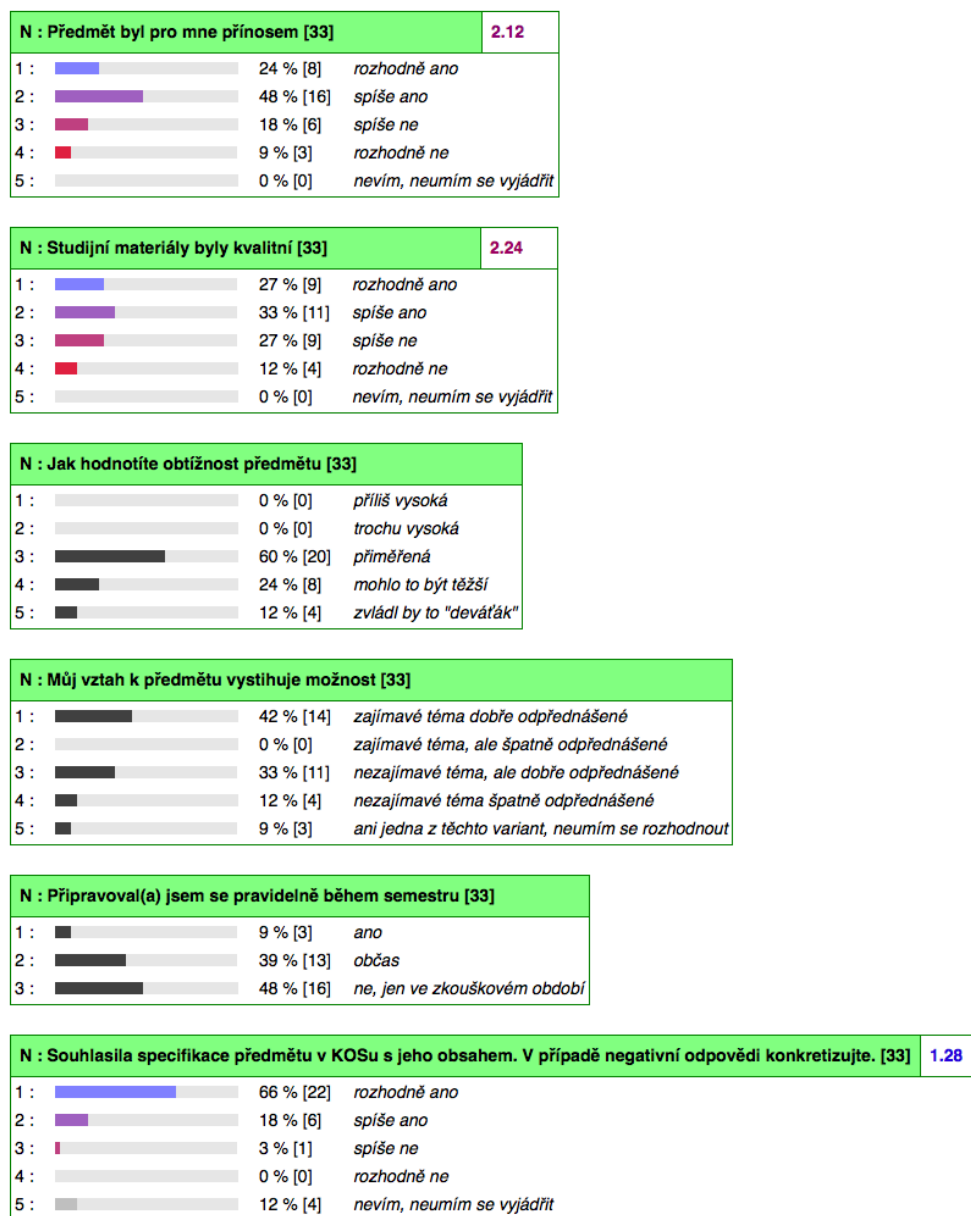 N : Předmět byl pro mne přínosem [33] 2.12
1 : 24 % [8] rozhodně ano
2 : 48 % [16] spíše ano
3 : 18 % [6] spíše ne
4 : 9 % [3] rozhodně ne
5 : 0 % [0] nevím, neumím se vyjádřit
N : Studijní materiály byly kvalitní [33] 2.24
1 : 27 % [9] rozhodně ano
2 : 33 % [11] spíše ano
3 : 27 % [9] spíše ne
4 : 12 % [4] rozhodně ne
5 : 0 % [0] nevím, neumím se vyjádřit
N : Jak hodnotíte obtížnost předmětu [33]
1 : 0 % [0] příliš vysoká
2 : 0 % [0] trochu vysoká
3 : 60 % [20] přiměřená
4 : 24 % [8] mohlo to být těžší
5 : 12 % [4] zvládl by to "deváťák"
N : Můj vztah k předmětu vystihuje možnost [33]
1 : 42 % [14] zajímavé téma dobře odpřednášené
2 : 0 % [0] zajímavé téma, ale špatně odpřednášené
3 : 33 % [11] nezajímavé téma, ale dobře odpřednášené
4 : 12 % [4] nezajímavé téma špatně odpřednášené
5 : 9 % [3] ani jedna z těchto variant, neumím se rozhodnout
N : Připravoval(a) jsem se pravidelně během semestru [33]
1 : 9 % [3] ano
2 : 39 % [13] občas
3 : 48 % [16] ne, jen ve zkouškovém období
N : Souhlasila specifikace předmětu v KOSu s jeho obsahem. V případě negativní odpovědi konkretizujte. [33] 1.28
1 : 66 % [22] rozhodně ano
2 : 18 % [6] spíše ano
3 : 3 % [1] spíše ne
4 : 0 % [0] rozhodně ne
5 : 12 % [4] nevím, neumím se vyjádřit